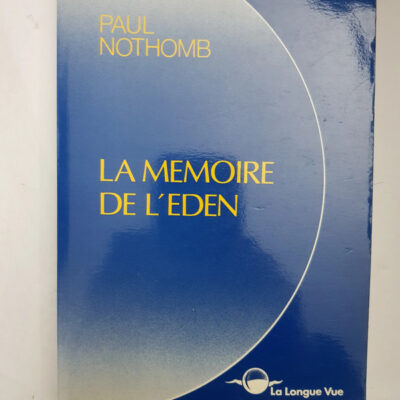 PAUL
NOTHOMB
LA MEMOIRE
DE L'EDEN
La Longue Vue